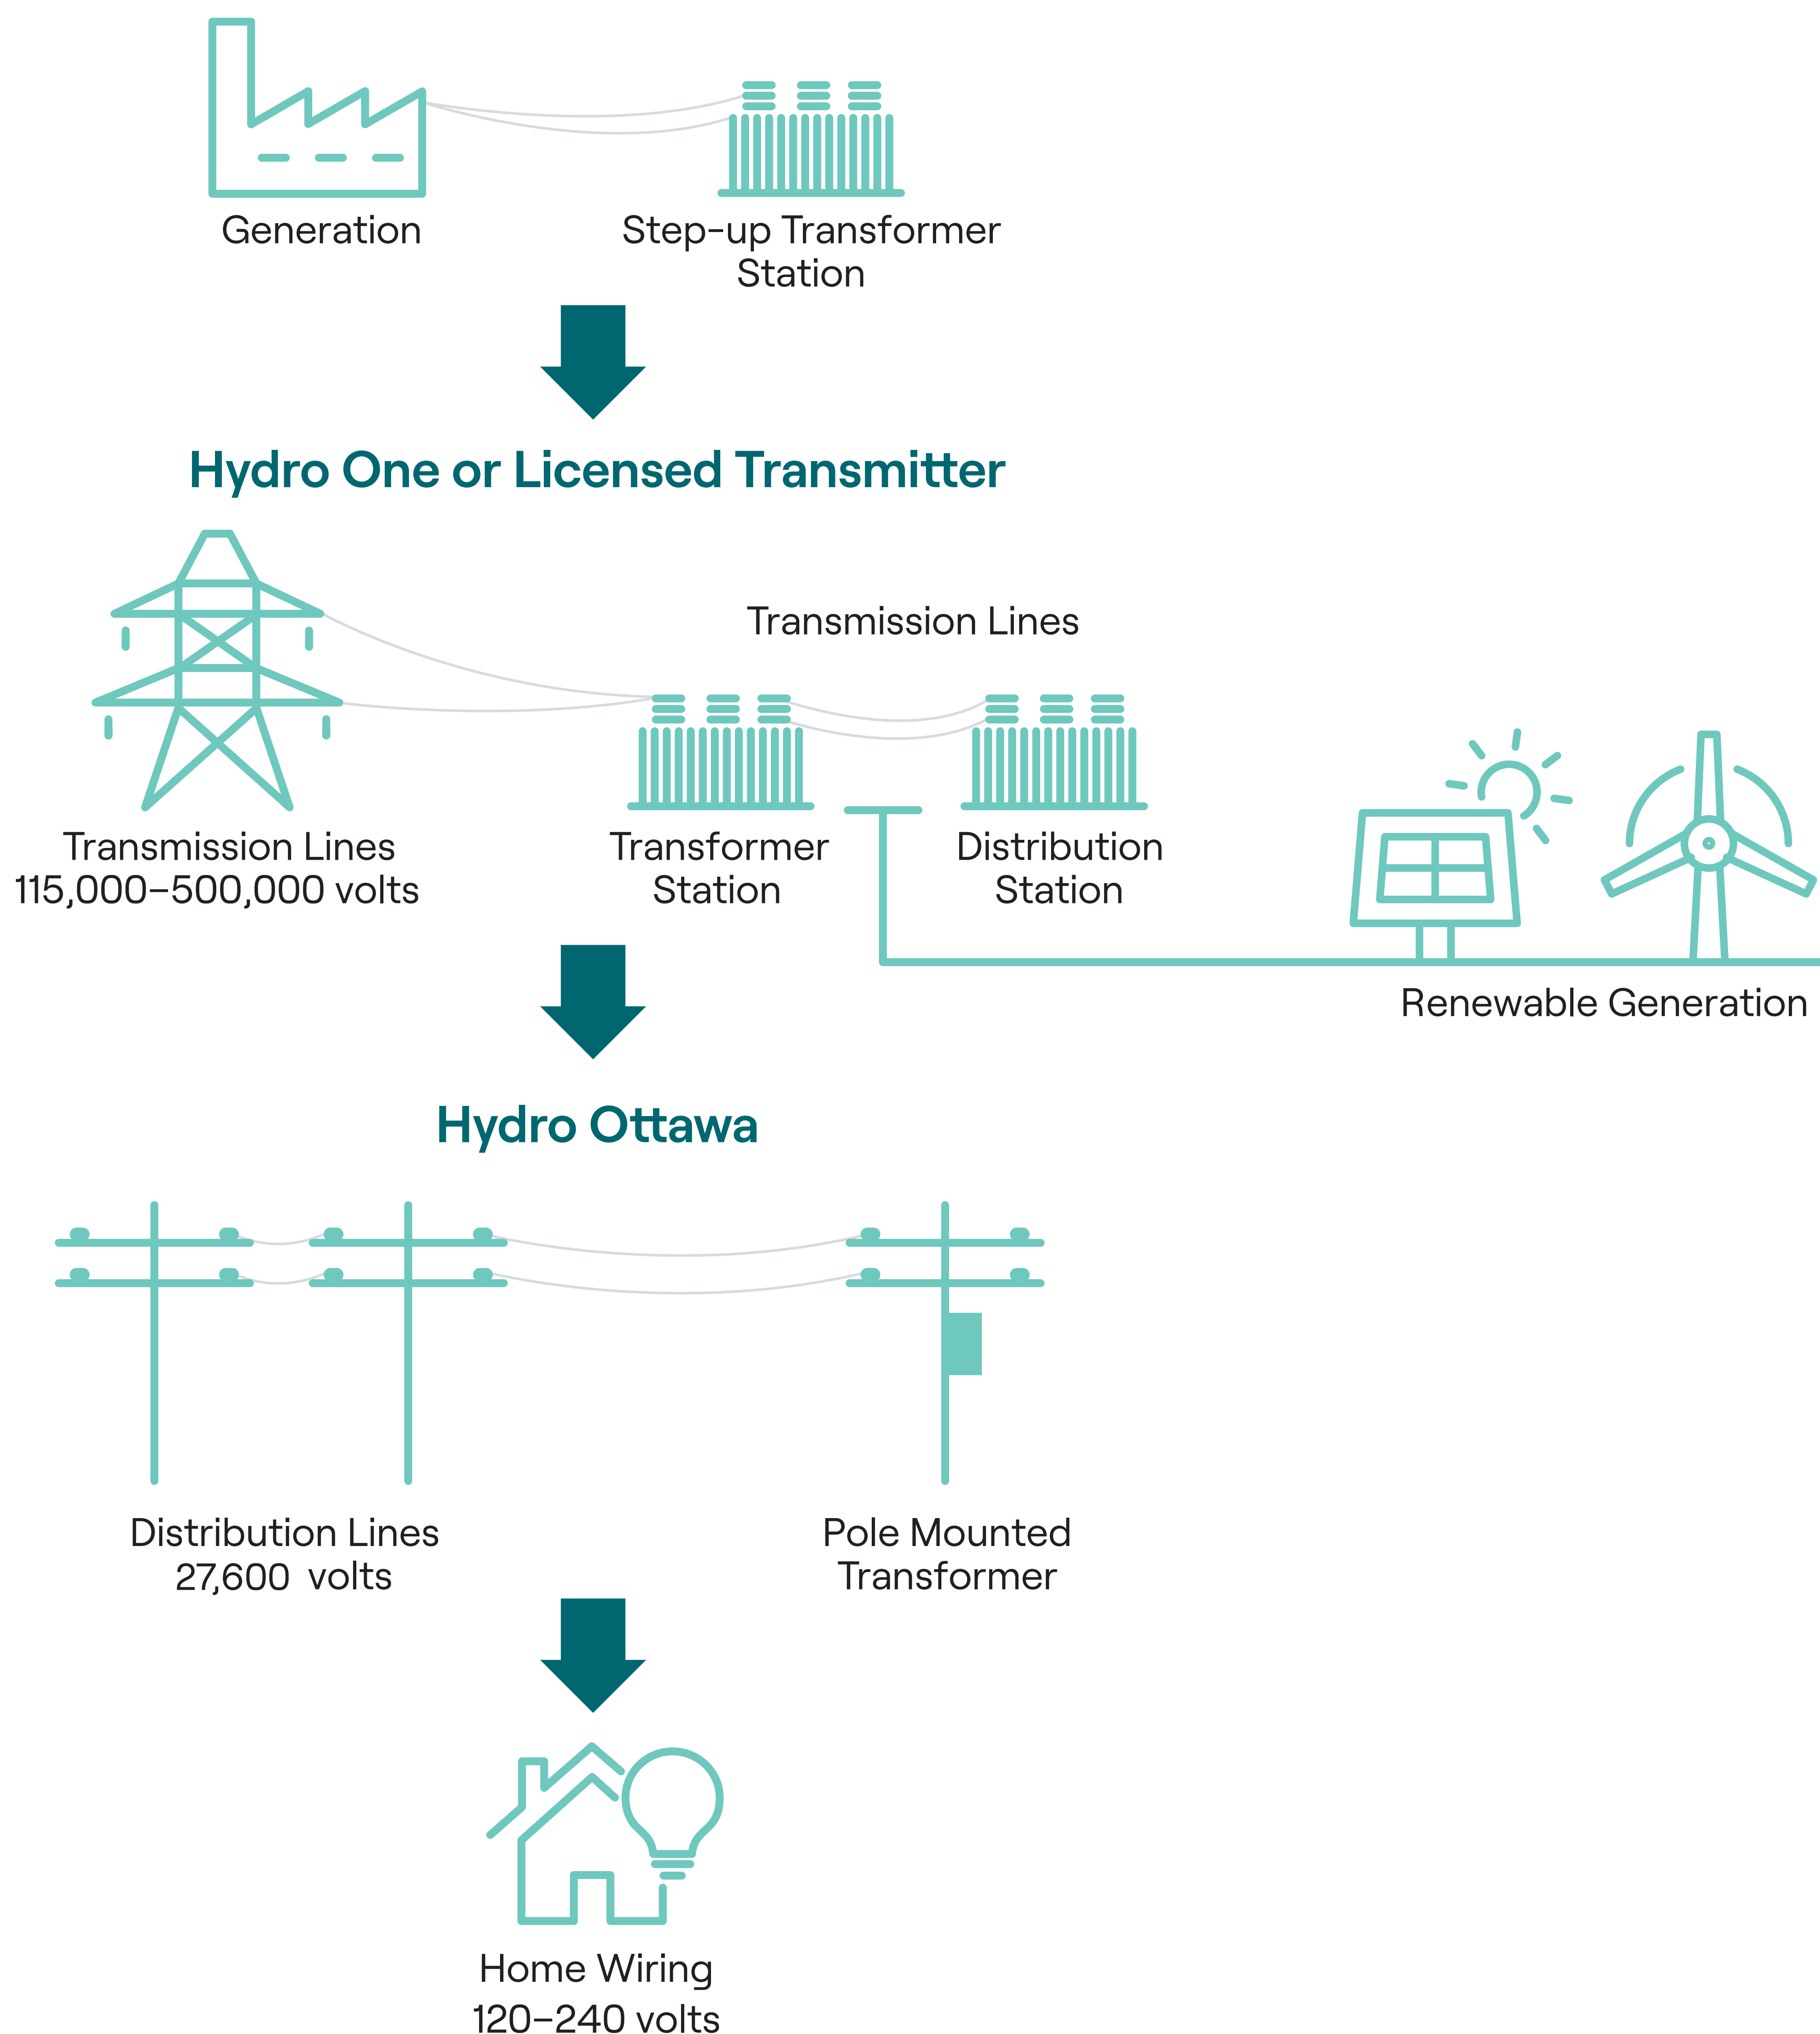 Generation
Step-up Transformer
Station
Hydro One or Licensed Transmitter
Transmission Lines
Transmission Lines
115,000–500,000 volts
Transformer
Station
Distribution
Station
Renewable Generation
Hydro Ottawa
Distribution Lines
27,600 volts
Pole Mounted
Transformer
Home Wiring
120–240 volts